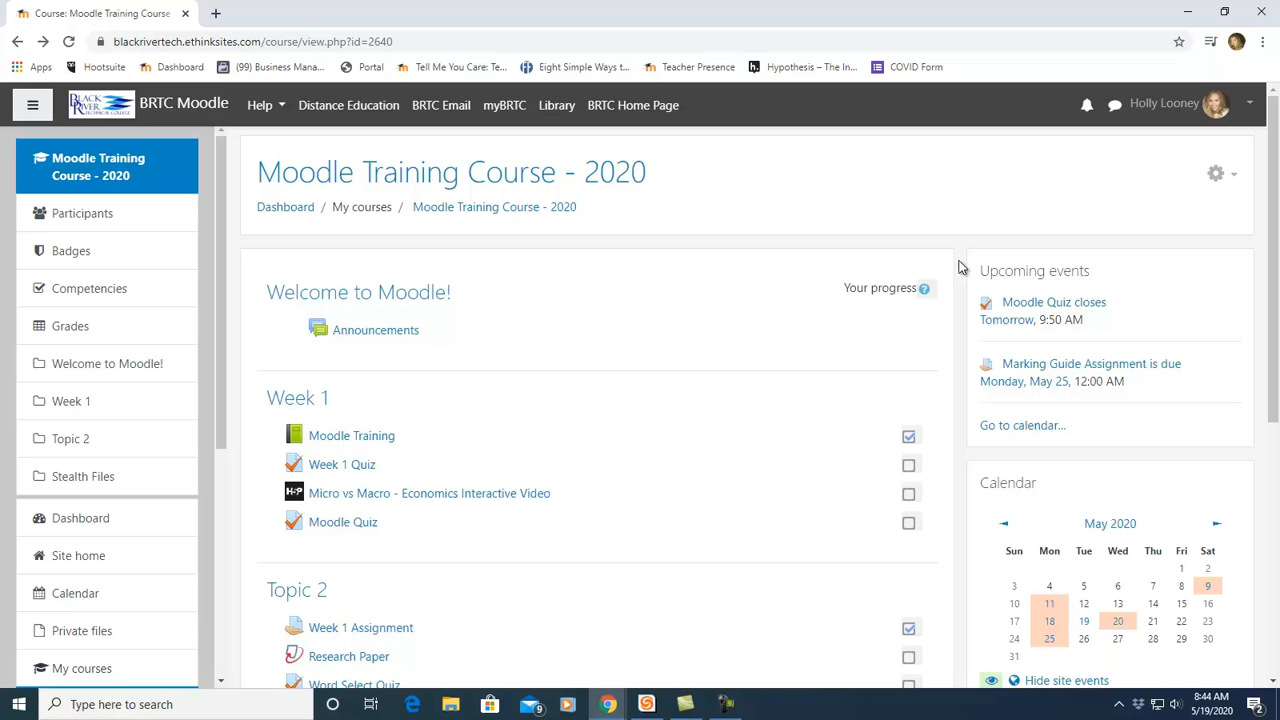 Course: Moodle Training Course
blackrivertech.ethinksites.com/course/view.php?id=2640
Apps Hootsuite Dashboard (99) Business Mana... Portal Tell Me You Care: Te... Eight Simple Ways t... Teacher Presence Hypothesis – The In... COVID Form
BLACK RIVER TECHNICAL COLLEGE BRTC Moodle Help Distance Education BRTC Email myBRTC Library BRTC Home Page Holly Looney
Moodle Training Course - 2020
Participants
Badges
Competencies
Grades
Welcome to Moodle!
Week 1
Topic 2
Stealth Files
Dashboard
Site home
Calendar
Private files
My courses
Moodle Training Course - 2020
Dashboard / My courses / Moodle Training Course - 2020
Welcome to Moodle!
Your progress ?
Announcements
Week 1
Moodle Training
Week 1 Quiz
H-P Micro vs Macro - Economics Interactive Video
Moodle Quiz
Topic 2
Week 1 Assignment
Research Paper
Word Select Quiz
Upcoming events
Moodle Quiz closes
Tomorrow, 9:50 AM
Marking Guide Assignment is due
Monday, May 25, 12:00 AM
Go to calendar...
Calendar
◄ May 2020 ►
Sun Mon Tue Wed Thu Fri Sat
1 2
3 4 5 6 7 8 9
10 11 12 13 14 15 16
17 18 19 20 21 22 23
24 25 26 27 28 29 30
31
Hide site events
Type here to search
9
8:44 AM
5/19/2020
2